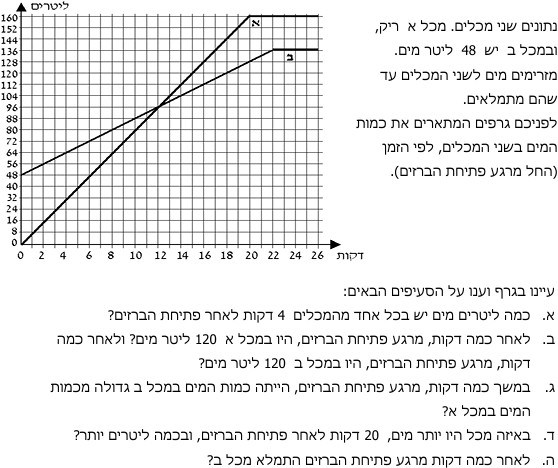 ליטרים
160
152
144
136
128
120
112
104
96
88
80
72
64
56
48
40
32
24
16
8
0
א
ב
0 2 4 6 8 10 12 14 16 18 20 22 24 26 דקות
נתונים שני מכלים. מכל א ריק,
ובמכל ב יש 48 ליטר מים.
מזרימים מים לשני המכלים עד
שהם מתמלאים.
לפניכם גרפים המתארים את כמות
המים בשני המכלים, לפי הזמן
(החל מרגע פתיחת הברזים).
עיינו בגרף וענו על הסעיפים הבאים:
א. כמה ליטרים מים יש בכל אחד מהמכלים 4 דקות לאחר פתיחת הברזים?
ב. לאחר כמה דקות, מרגע פתיחת הברזים, היו במכל א 120 ליטר מים? ולאחר כמה
דקות, מרגע פתיחת הברזים, היו במכל ב 120 ליטר מים?
ג. במשך כמה דקות, מרגע פתיחת הברזים, הייתה כמות המים במכל ב גדולה מכמות
המים במכל א?
ד. באיזה מכל היו יותר מים, 20 דקות לאחר פתיחת הברזים, ובכמה ליטרים יותר?
ה. לאחר כמה דקות מרגע פתיחת הברזים התמלא מכל ב?